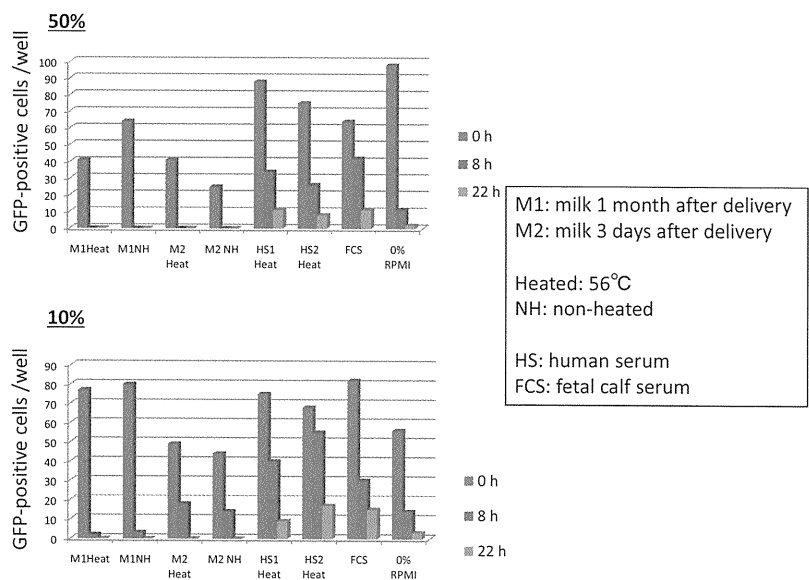 50%
GFP-positive cells /well
100
90
80
70
60
50
40
30
20
10
0
M1Heat M1NH M2 Heat M2 NH HS1 Heat HS2 Heat FCS 0% RPMI
0 h
8 h
22 h
M1: milk 1 month after delivery
M2: milk 3 days after delivery
Heated: 56℃
NH: non-heated
HS: human serum
FCS: fetal calf serum
10%
GFP-positive cells /well
90
80
70
60
50
40
30
20
10
0
M1Heat M1NH M2 Heat M2 NH HS1 Heat HS2 Heat FCS 0% RPMI
0 h
8 h
22 h